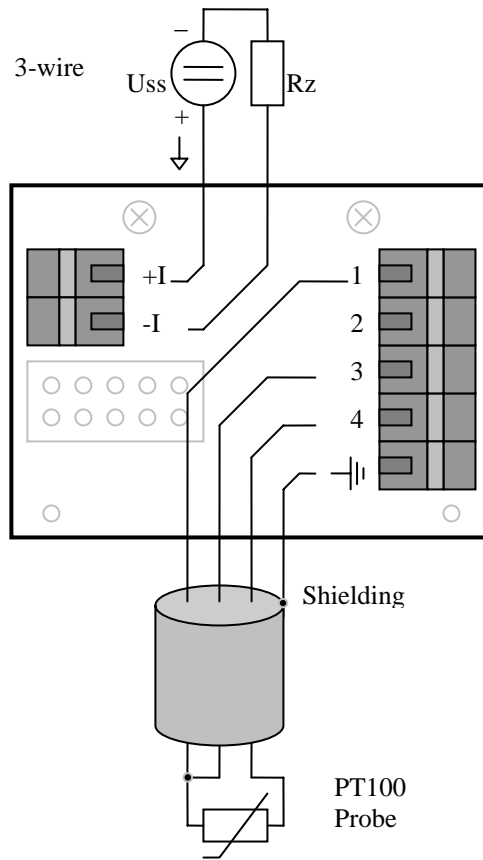 3-wire
−
Uss
Rz
+
+I
-I
1
2
3
4
Shielding
PT100
Probe